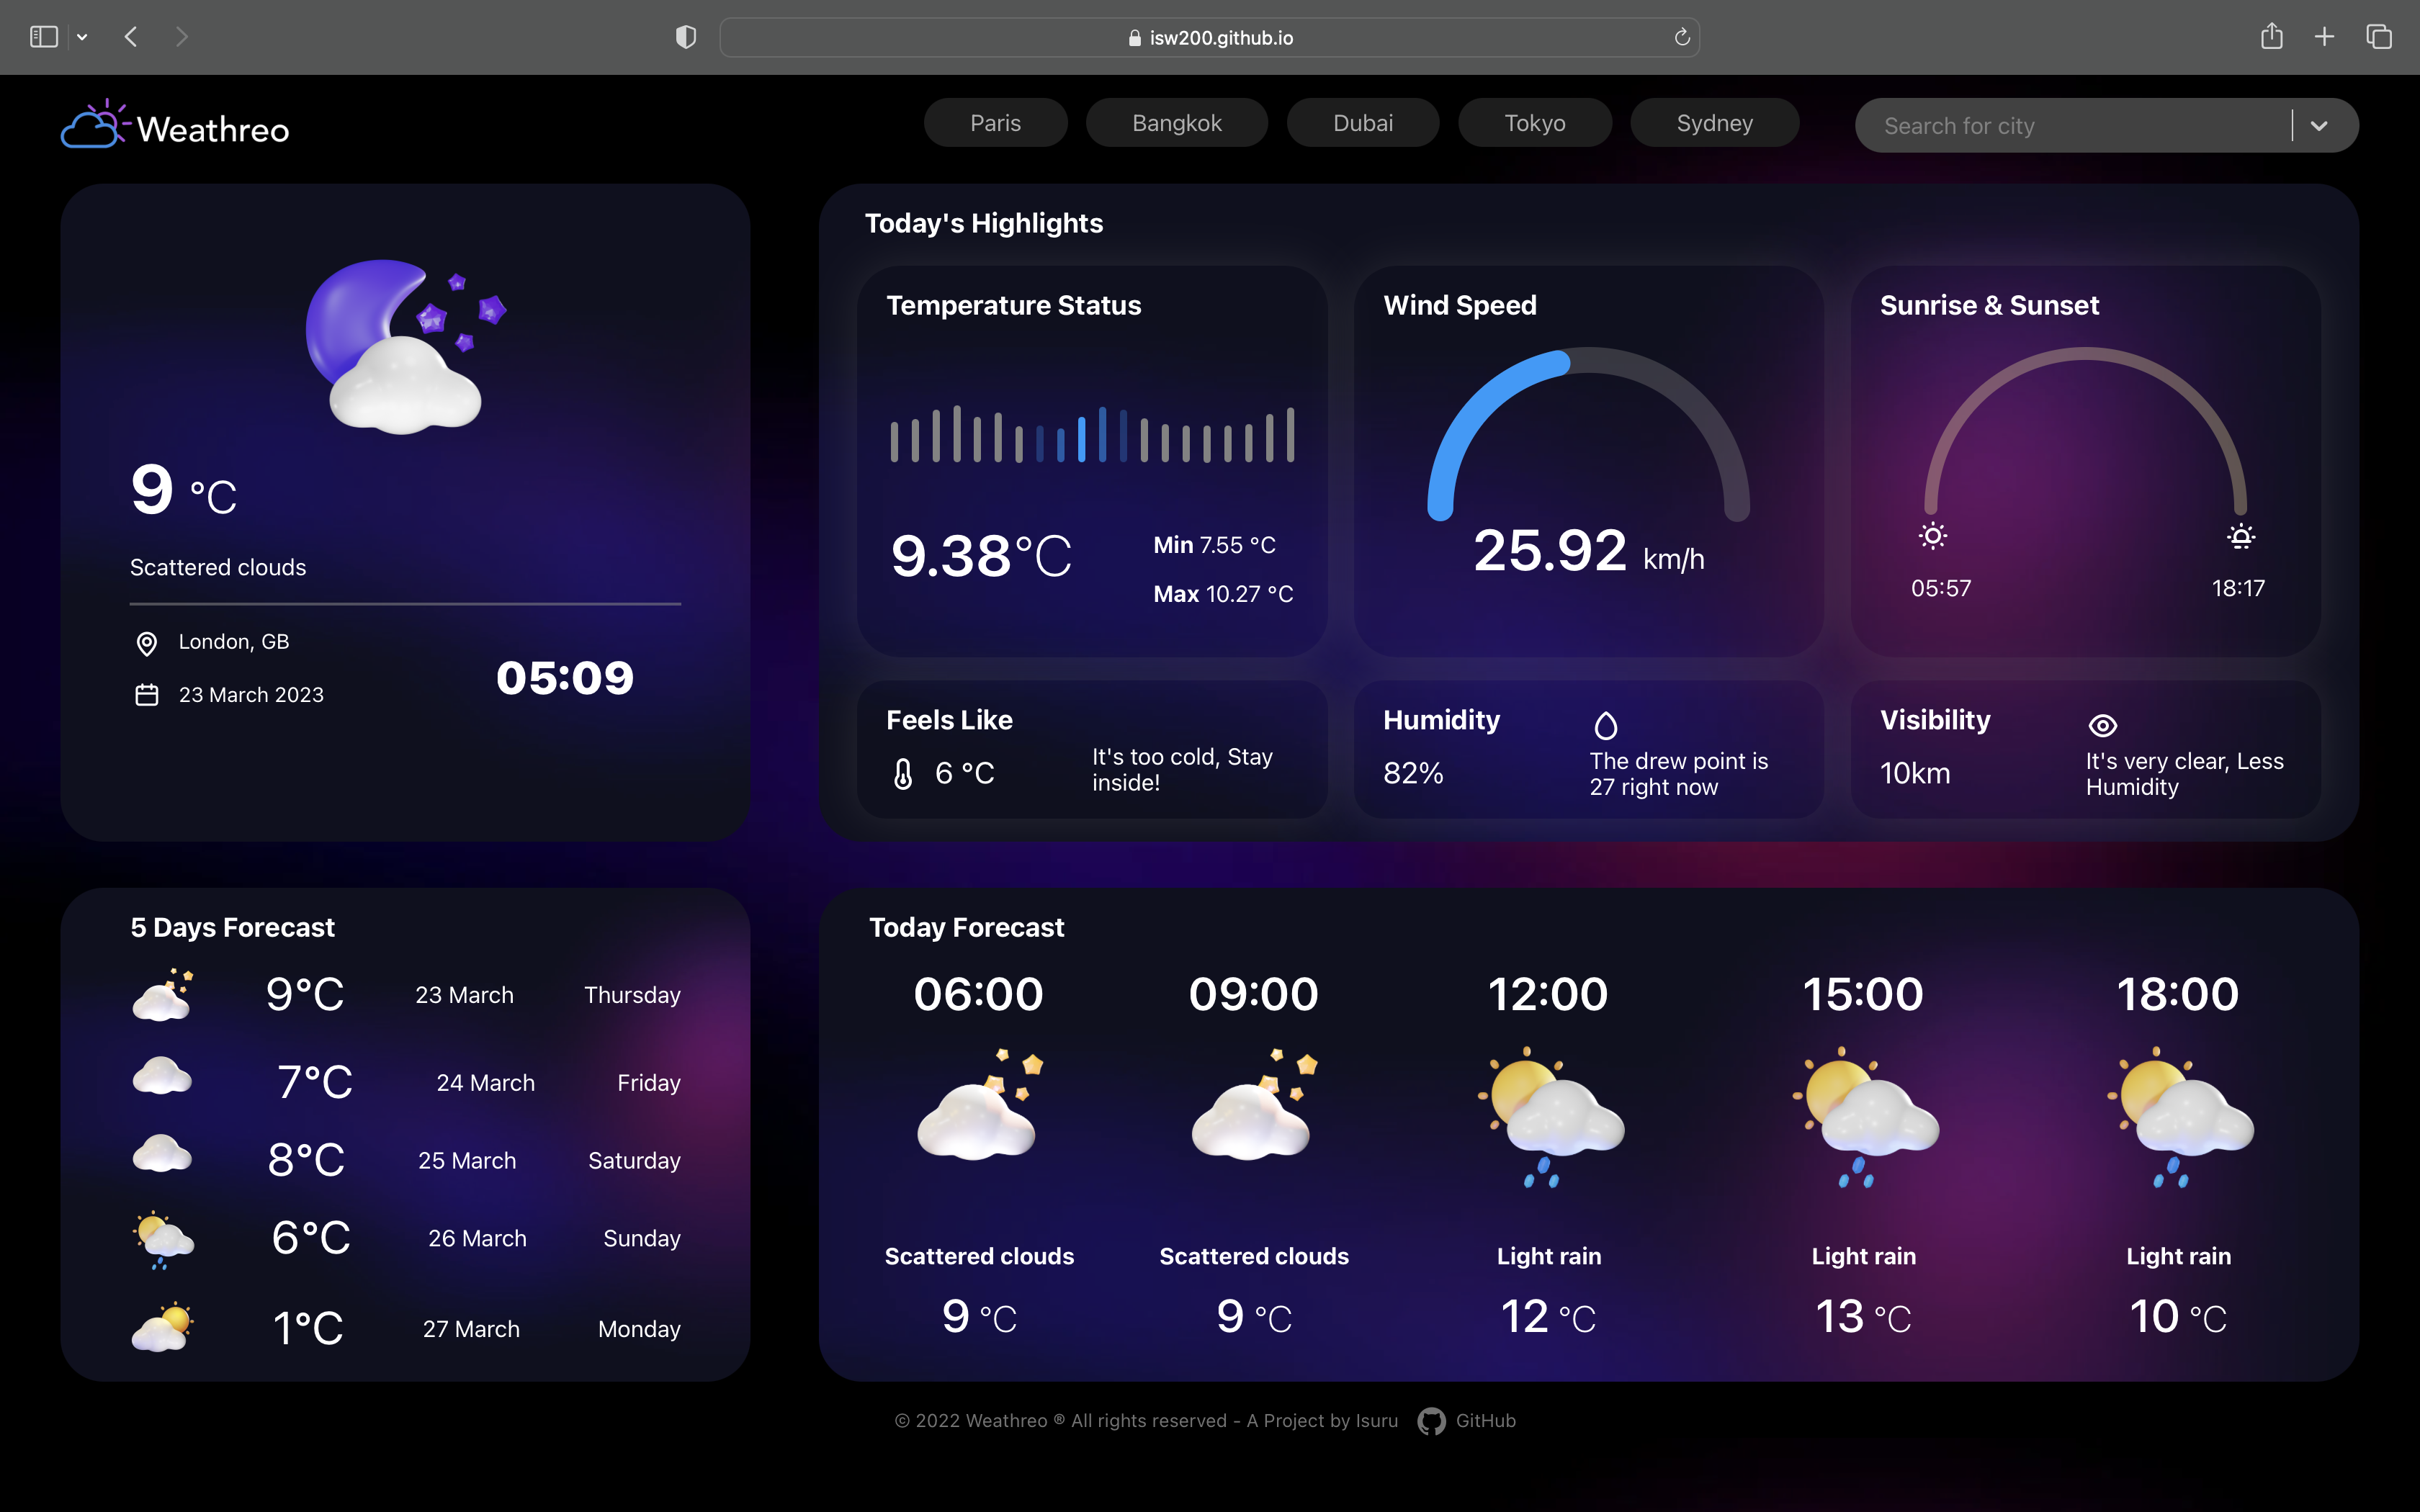 isw200.github.io
Weathreo
Paris Bangkok Dubai Tokyo Sydney
Search for city
9 °C
Scattered clouds
London, GB
23 March 2023
05:09
Today's Highlights
Temperature Status
9.38°C
Min 7.55 °C
Max 10.27 °C
Wind Speed
25.92 km/h
Sunrise & Sunset
05:57
18:17
Feels Like
6 °C
It's too cold, Stay
inside!
Humidity
82%
The drew point is
27 right now
Visibility
10km
It's very clear, Less
Humidity
5 Days Forecast
9°C 23 March Thursday
7°C 24 March Friday
8°C 25 March Saturday
6°C 26 March Sunday
1°C 27 March Monday
Today Forecast
06:00 09:00 12:00 15:00 18:00
Scattered clouds Scattered clouds Light rain Light rain Light rain
9 °C 9 °C 12 °C 13 °C 10 °C
© 2022 Weathreo ® All rights reserved - A Project by Isuru GitHub